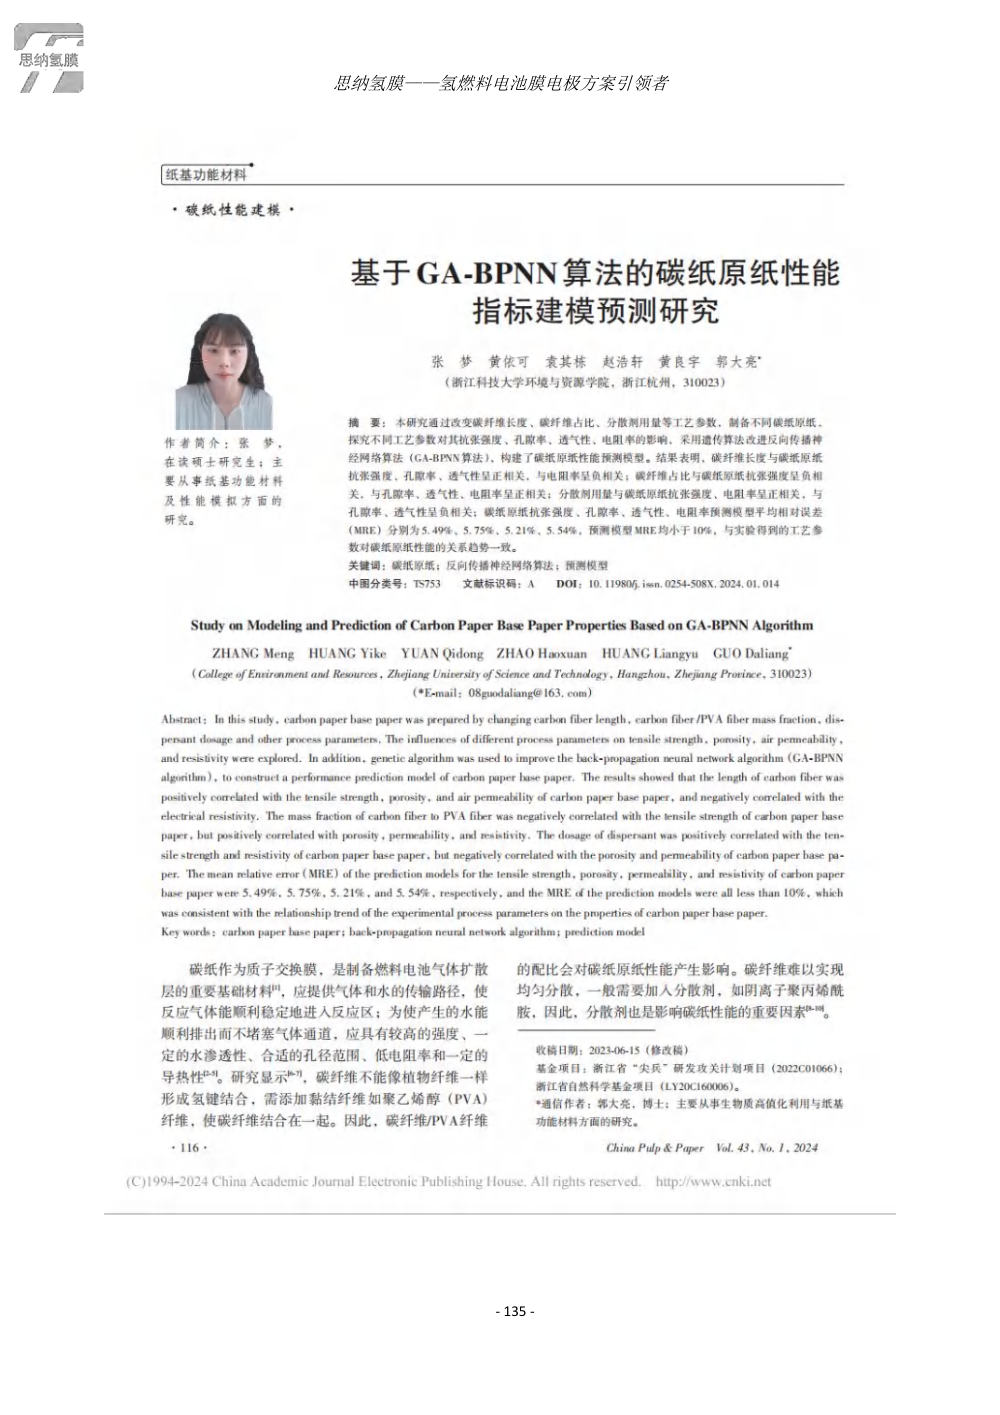 思纳氢膜
思纳氢膜——氢燃料电池膜电极方案引领者
纸基功能材料
·碳纸性能建模·
基于GA-BPNN算法的碳纸原纸性能
指标建模预测研究
张 梦 黄依可 袁其栋 赵浩轩 黄良宇 郭大亮*
（浙江科技大学环境与资源学院，浙江杭州，310023）
作者简介：张 梦，
在读硕士研究生；主
要从事纸基功能材料
及性能模拟方面的
研究。
摘 要：本研究通过改变碳纤维长度、碳纤维占比、分散剂用量等工艺参数，制备不同碳纸原纸，
探究不同工艺参数对其抗张强度、孔隙率、透气性、电阻率的影响，采用遗传算法改进反向传播神
经网络算法（GA-BPNN算法），构建了碳纸原纸性能预测模型。结果表明，碳纤维长度与碳纸原纸
抗张强度、孔隙率、透气性呈正相关，与电阻率呈负相关；碳纤维占比与碳纸原纸抗张强度呈负相
关，与孔隙率、透气性、电阻率呈正相关；分散剂用量与碳纸原纸抗张强度、电阻率呈正相关，与
孔隙率、透气性呈负相关；碳纸原纸抗张强度、孔隙率、透气性、电阻率预测模型平均相对误差
（MRE）分别为5.49%、5.75%、5.21%、5.54%，预测模型MRE均小于10%，与实验得到的工艺参
数对碳纸原纸性能的关系趋势一致。
关键词：碳纸原纸；反向传播神经网络算法；预测模型
中图分类号：TS753 文献标识码：A DOI：10.11980/j.issn.0254-508X.2024.01.014
Study on Modeling and Prediction of Carbon Paper Base Paper Properties Based on GA-BPNN Algorithm
ZHANG Meng HUANG Yike YUAN Qidong ZHAO Haoxuan HUANG Liangyu GUO Daliang*
(College of Environment and Resources, Zhejiang University of Science and Technology, Hangzhou, Zhejiang Province, 310023)
(*E-mail: 08guodaliang@163.com)
Abstract: In this study, carbon paper base paper was prepared by changing carbon fiber length, carbon fiber/PVA fiber mass fraction, dis-
persant dosage and other process parameters. The influences of different process parameters on tensile strength, porosity, air permeability,
and resistivity were explored. In addition, genetic algorithm was used to improve the back-propagation neural network algorithm (GA-BPNN
algorithm), to construct a performance prediction model of carbon paper base paper. The results showed that the length of carbon fiber was
positively correlated with the tensile strength, porosity, and air permeability of carbon paper base paper, and negatively correlated with the
electrical resistivity. The mass fraction of carbon fiber to PVA fiber was negatively correlated with the tensile strength of carbon paper base
paper, but positively correlated with porosity, permeability, and resistivity. The dosage of dispersant was positively correlated with the ten-
sile strength and resistivity of carbon paper base paper, but negatively correlated with the porosity and permeability of carbon paper base pa-
per. The mean relative error (MRE) of the prediction models for the tensile strength, porosity, permeability, and resistivity of carbon paper
base paper were 5.49%, 5.75%, 5.21%, and 5.54%, respectively, and the MRE of the prediction models were all less than 10%, which
was consistent with the relationship trend of the experimental process parameters on the properties of carbon paper base paper.
Key words: carbon paper base paper; back-propagation neural network algorithm; prediction model
碳纸作为质子交换膜，是制备燃料电池气体扩散
层的重要基础材料[1]，应提供气体和水的传输路径，使
反应气体能顺利稳定地进入反应区；为使产生的水能
顺利排出而不堵塞气体通道，应具有较高的强度、一
定的水渗透性、合适的孔径范围、低电阻率和一定的
导热性[2-5]。研究显示[6-7]，碳纤维不能像植物纤维一样
形成氢键结合，需添加黏结纤维如聚乙烯醇（PVA）
纤维，使碳纤维结合在一起。因此，碳纤维/PVA纤维
的配比会对碳纸原纸性能产生影响。碳纤维难以实现
均匀分散，一般需要加入分散剂，如阴离子聚丙烯酰
胺，因此，分散剂也是影响碳纸性能的重要因素[8-10]。
收稿日期：2023-06-15（修改稿）
基金项目：浙江省“尖兵”研发攻关计划项目（2022C01066）；
浙江省自然科学基金项目（LY20C160006）。
*通信作者：郭大亮，博士；主要从事生物质高值化利用与纸基
功能材料方面的研究。
·116·
China Pulp & Paper Vol. 43, No. 1, 2024
(C)1994-2024 China Academic Journal Electronic Publishing House. All rights reserved. http://www.cnki.net
- 135 -